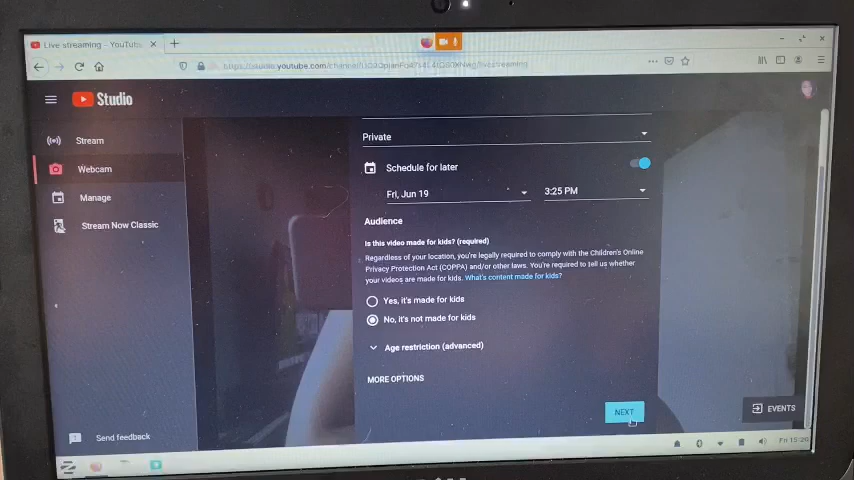 Live streaming - YouTube
Studio
Stream
Webcam
Manage
Stream Now Classic
Private
Schedule for later
Fri, Jun 19
3:25 PM
Audience
Is this video made for kids? (required)
Regardless of your location, you're legally required to comply with the Children's Online
Privacy Protection Act (COPPA) and/or other laws. You're required to tell us whether
your videos are made for kids. What's content made for kids?
Yes, it's made for kids
No, it's not made for kids
Age restriction (advanced)
MORE OPTIONS
NEXT
EVENTS
Send feedback